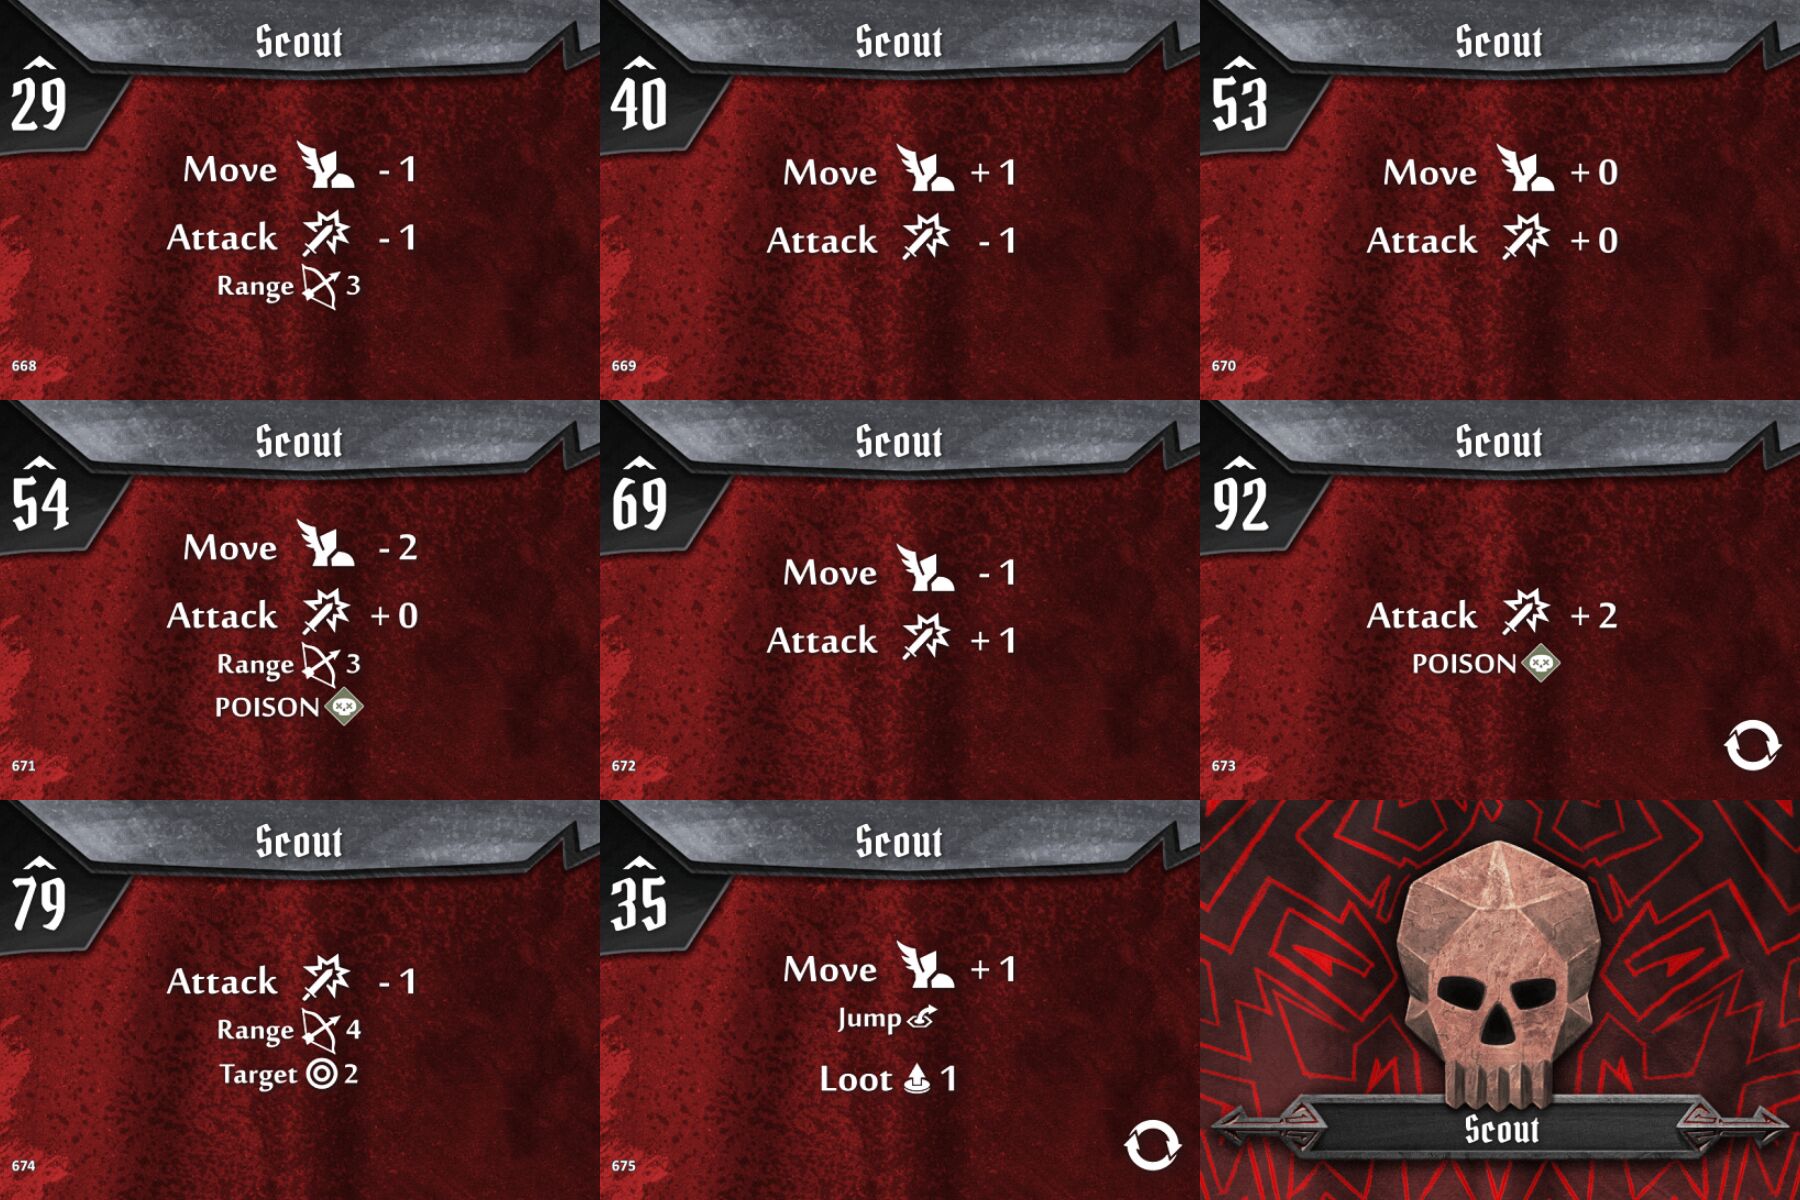 Scout
29
Move - 1
Attack - 1
Range 3
668
Scout
40
Move + 1
Attack - 1
669
Scout
53
Move + 0
Attack + 0
670
Scout
54
Move - 2
Attack + 0
Range 3
POISON
671
Scout
69
Move - 1
Attack + 1
672
Scout
92
Attack + 2
POISON
673
Scout
79
Attack - 1
Range 4
Target 2
674
Scout
35
Move + 1
Jump
Loot 1
675
Scout